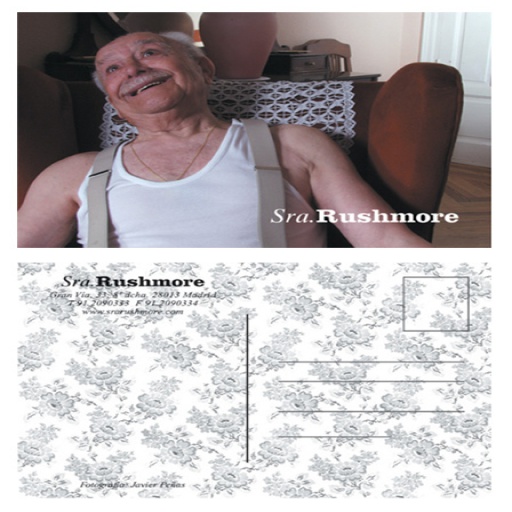 Sra.Rushmore
Sra.Rushmore
Gran Vía, 33, 8º dcha. 28013 Madrid
T 91 2090333 F 91 2090334
www.srarushmore.com
Fotografía: Javier Peñas